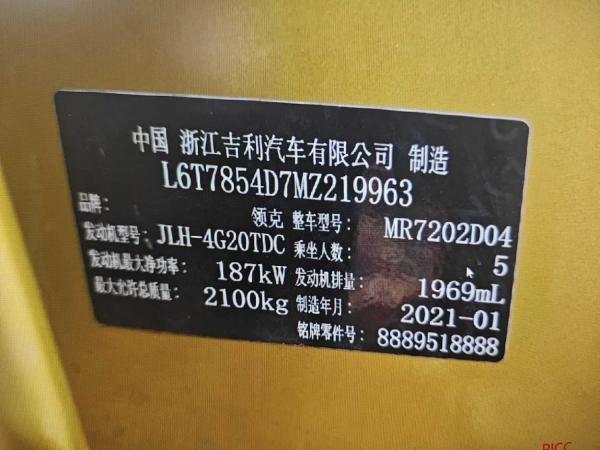 中国 浙江吉利汽车有限公司 制造
L6T7854D7MZ219963
品牌: 领克 整车型号: MR7202D04
发动机型号: JLH-4G20TDC 乘坐人数: 5
发动机最大净功率: 187kW 发动机排量: 1969mL
最大允许总质量: 2100kg 制造年月: 2021-01
铭牌零件号: 8889518888
PICC